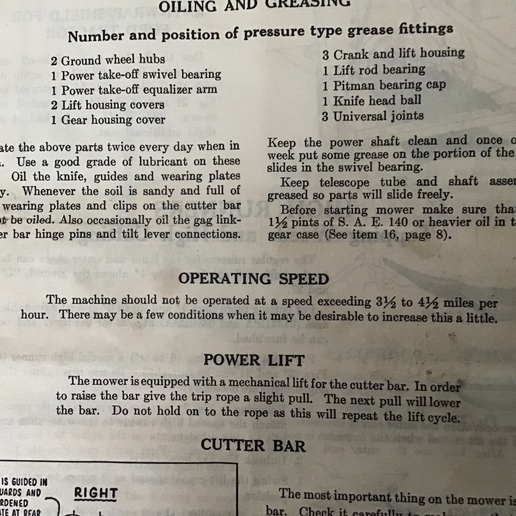 OILING AND GREASING
Number and position of pressure type grease fittings
2 Ground wheel hubs
1 Power take-off swivel bearing
1 Power take-off equalizer arm
2 Lift housing covers
1 Gear housing cover
3 Crank and lift housing
1 Lift rod bearing
1 Pitman bearing cap
1 Knife head ball
3 Universal joints
ate the above parts twice every day when in
. Use a good grade of lubricant on these
Oil the knife, guides and wearing plates
y. Whenever the soil is sandy and full of
wearing plates and clips on the cutter bar
not be oiled. Also occasionally oil the gag link-
er bar hinge pins and tilt lever connections.
Keep the power shaft clean and once
week put some grease on the portion of the
slides in the swivel bearing.
Keep telescope tube and shaft assem
greased so parts will slide freely.
Before starting mower make sure tha
1½ pints of S. A. E. 140 or heavier oil in t
gear case (See item 16, page 8).
OPERATING SPEED
The machine should not be operated at a speed exceeding 3½ to 4½ miles per
hour. There may be a few conditions when it may be desirable to increase this a little.
POWER LIFT
The mower is equipped with a mechanical lift for the cutter bar. In order
to raise the bar give the trip rope a slight pull. The next pull will lower
the bar. Do not hold on to the rope as this will repeat the lift cycle.
CUTTER BAR
IS GUIDED IN
UARDS AND
RDENED
TE AT REAR
RIGHT
The most important thing on the mower is
bar. Check it carefully to